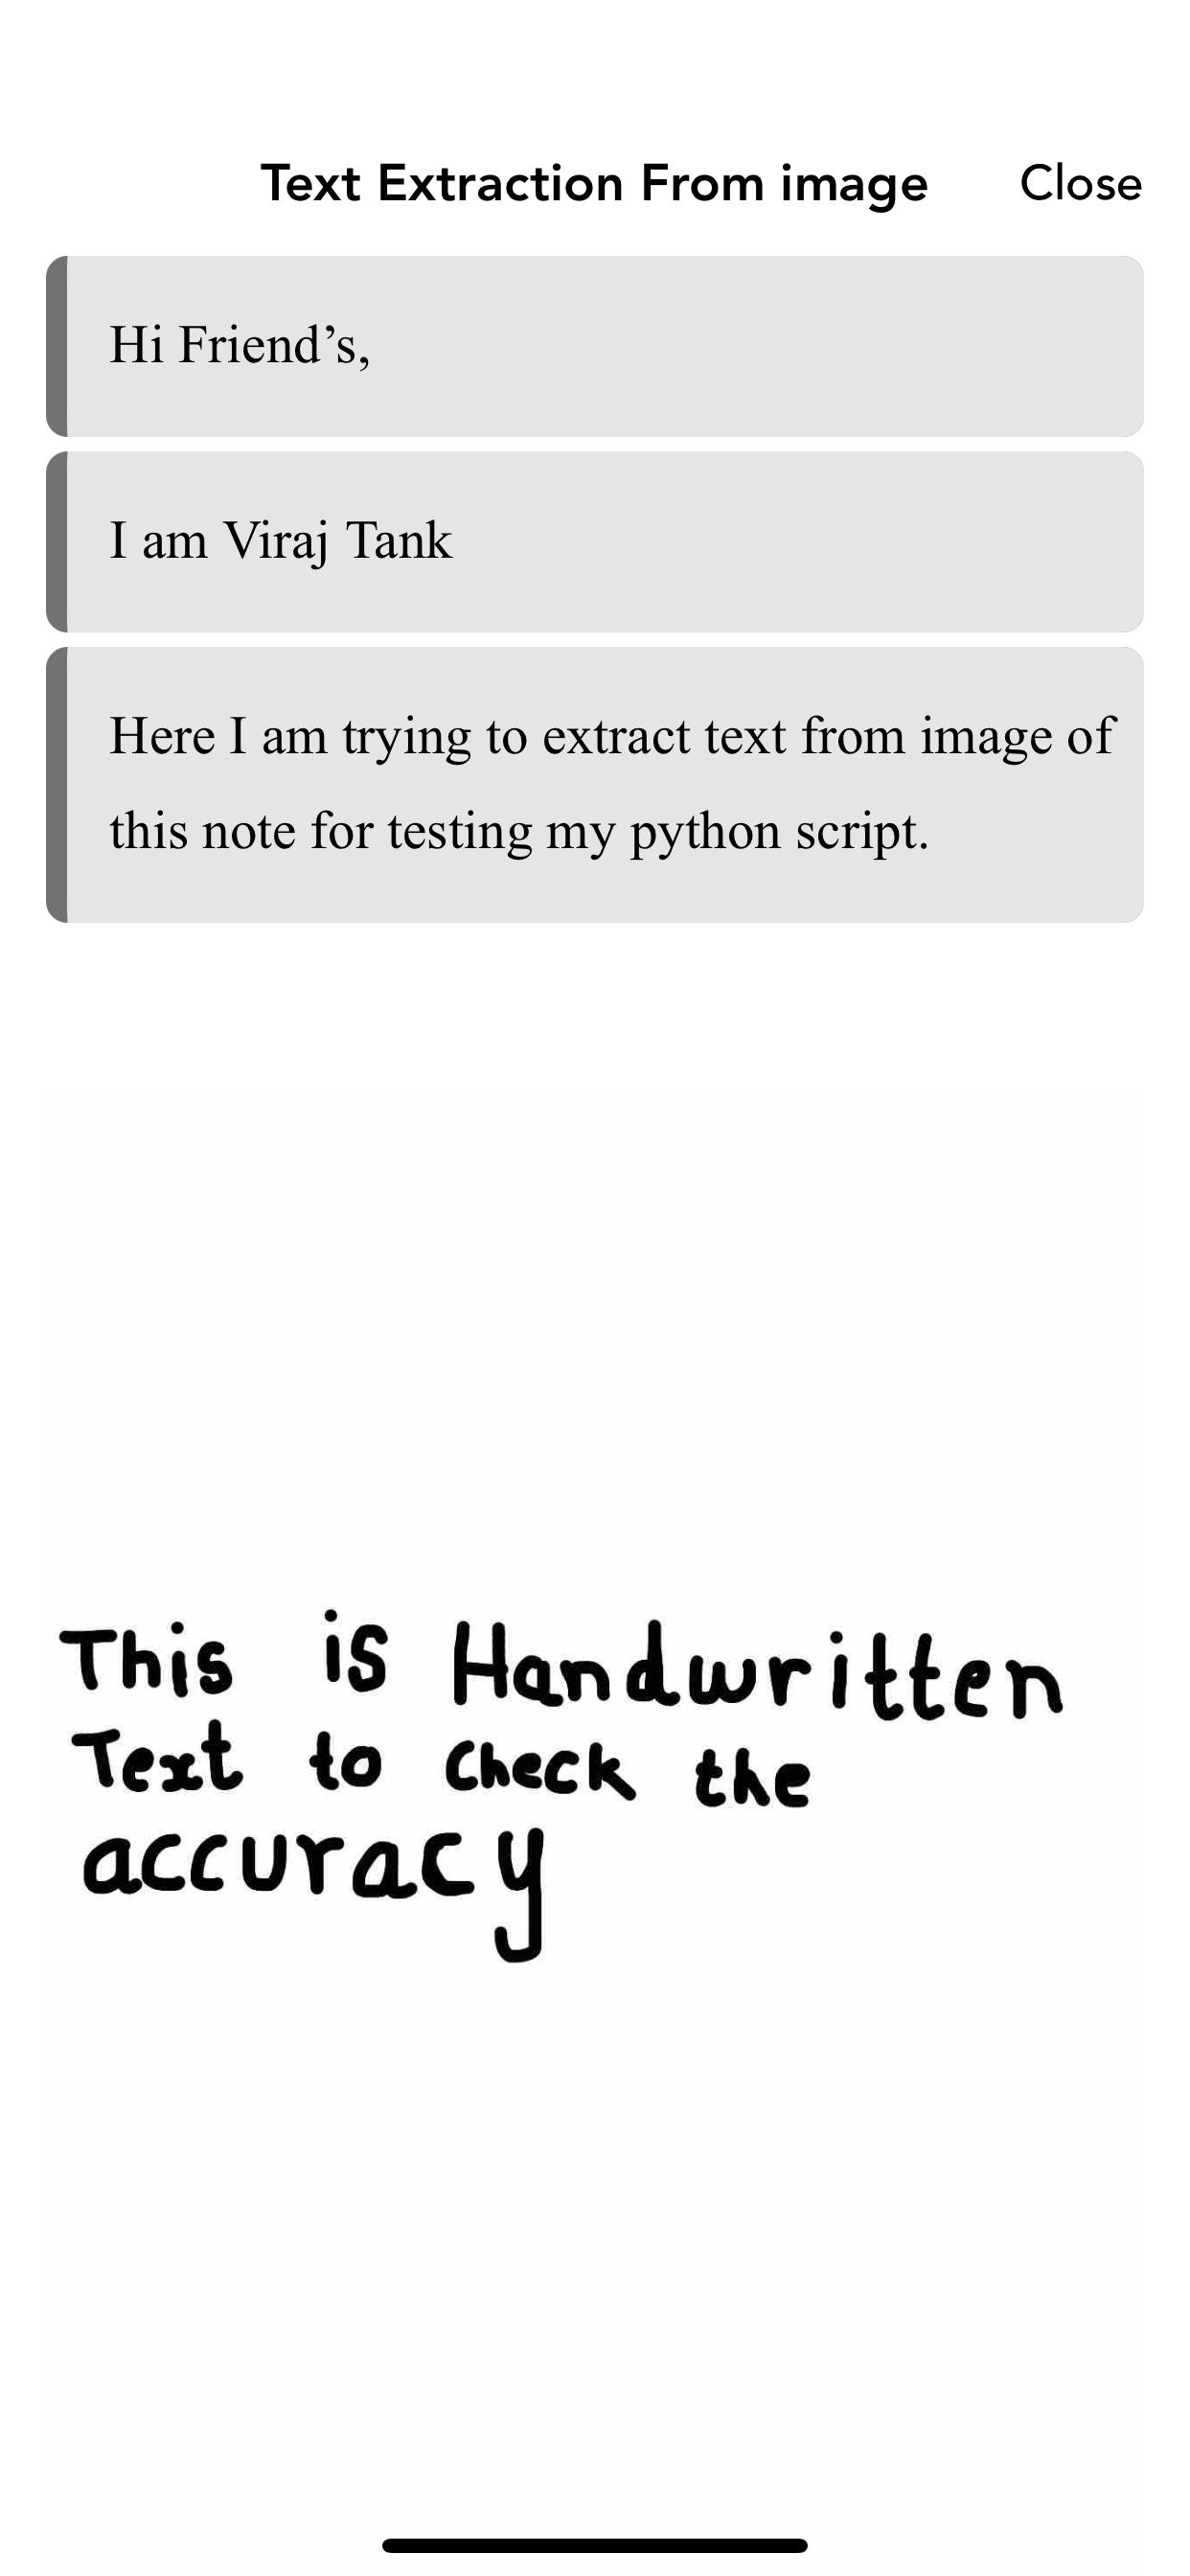 Text Extraction From image Close
Hi Friend’s,
I am Viraj Tank
Here I am trying to extract text from image of
this note for testing my python script.
This is Handwritten
Text to check the
accuracy